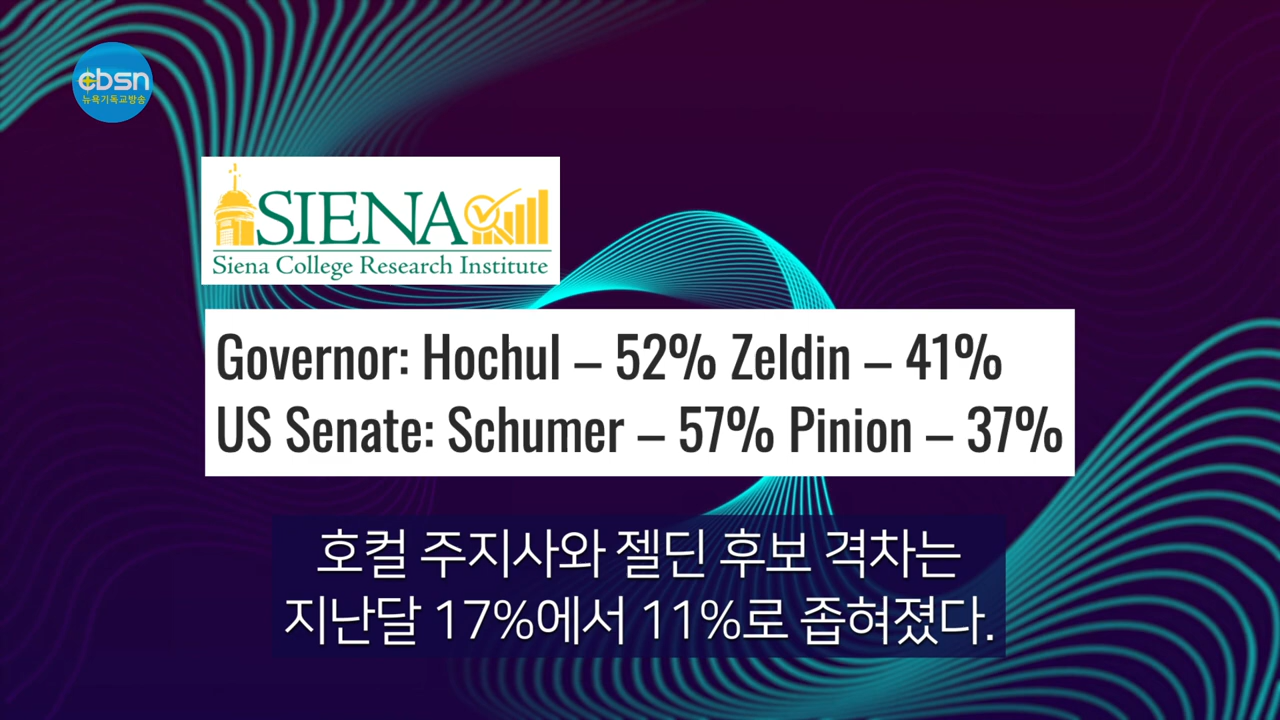 cbsn
뉴욕기독교방송
SIENA
Siena College Research Institute
Governor: Hochul – 52% Zeldin – 41%
US Senate: Schumer – 57% Pinion – 37%
호컬 주지사와 젤딘 후보 격차는
지난달 17%에서 11%로 좁혀졌다.